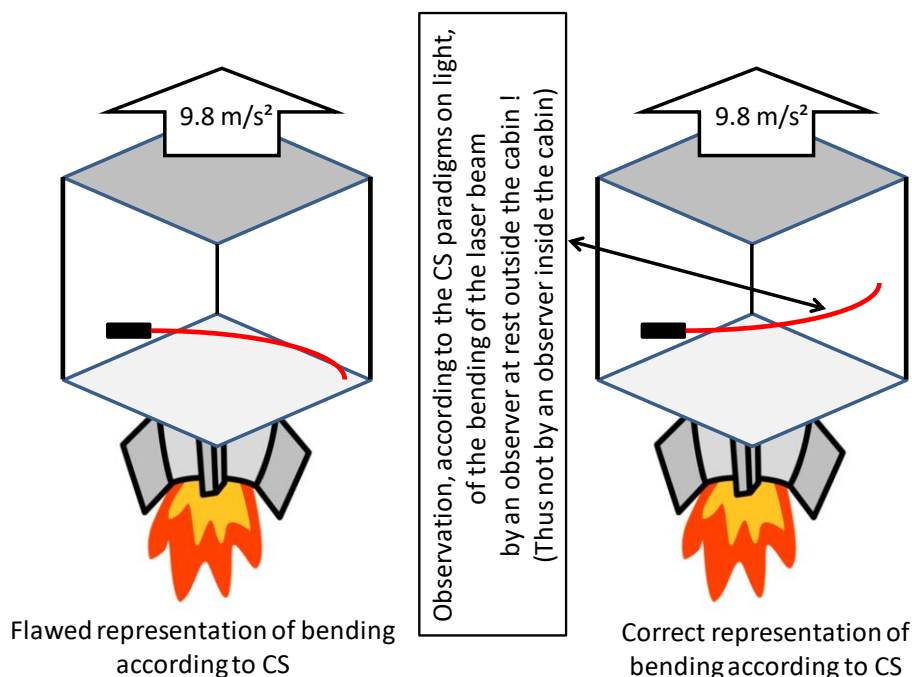 9.8 m/s²
Observation, according to the CS paradigms on light,
of the bending of the laser beam
by an observer at rest outside the cabin !
(Thus not by an observer inside the cabin)
9.8 m/s²
Flawed representation of bending
according to CS
Correct representation of
bending according to CS